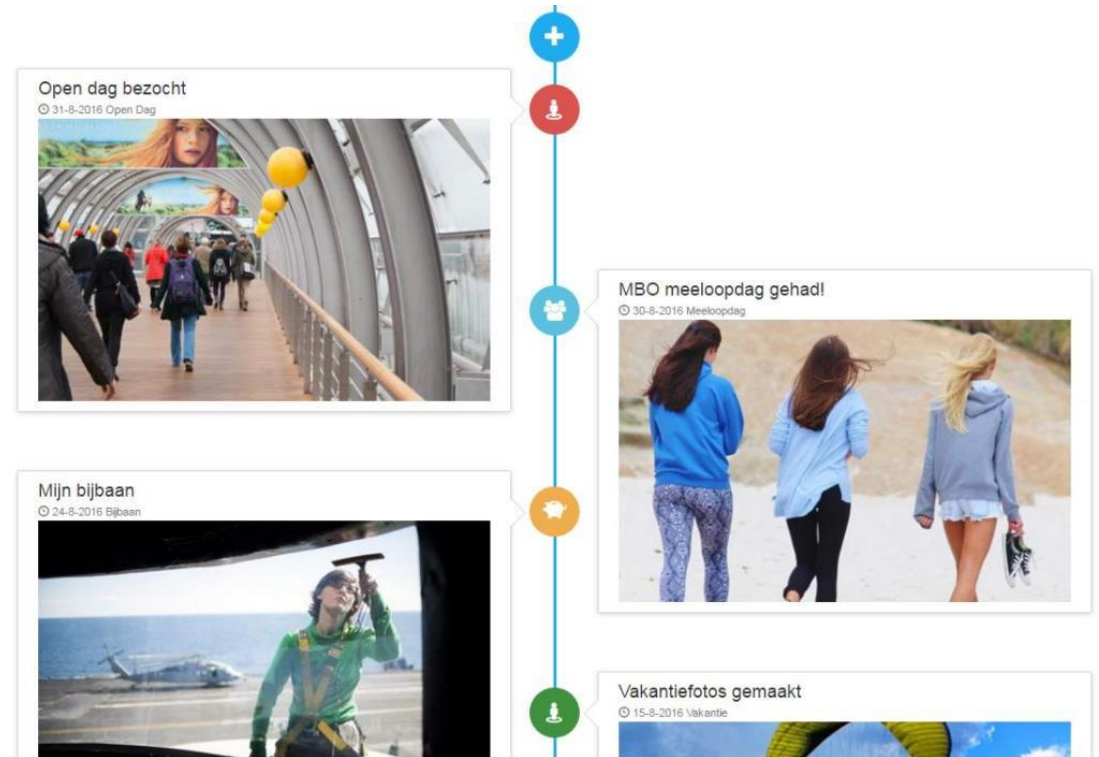 Open dag bezocht
31-8-2016 Open Dag
MBO meeloopdag gehad!
30-8-2016 Meeloopdag
Mijn bijbaan
24-8-2016 Bijbaan
Vakantiefotos gemaakt
15-8-2016 Vakantie